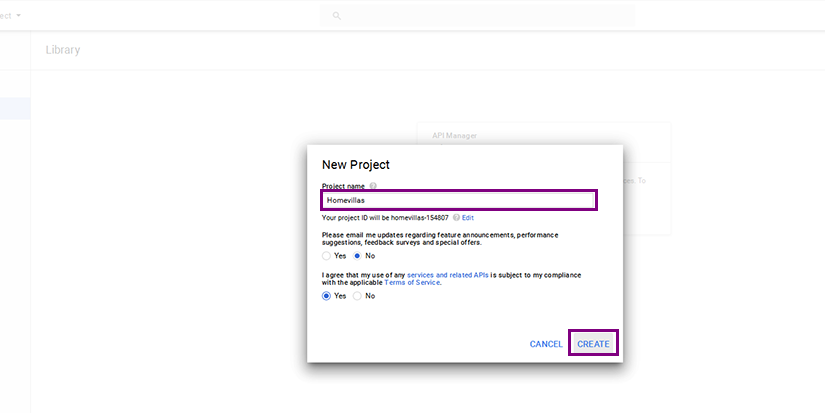 ect
Library
API Manager
ces. To
New Project
Project name
Homevillas
Your project ID will be homevillas-154807 Edit
Please email me updates regarding feature announcements, performance
suggestions, feedback surveys and special offers.
Yes No
I agree that my use of any services and related APIs is subject to my compliance
with the applicable Terms of Service.
Yes No
CANCEL CREATE